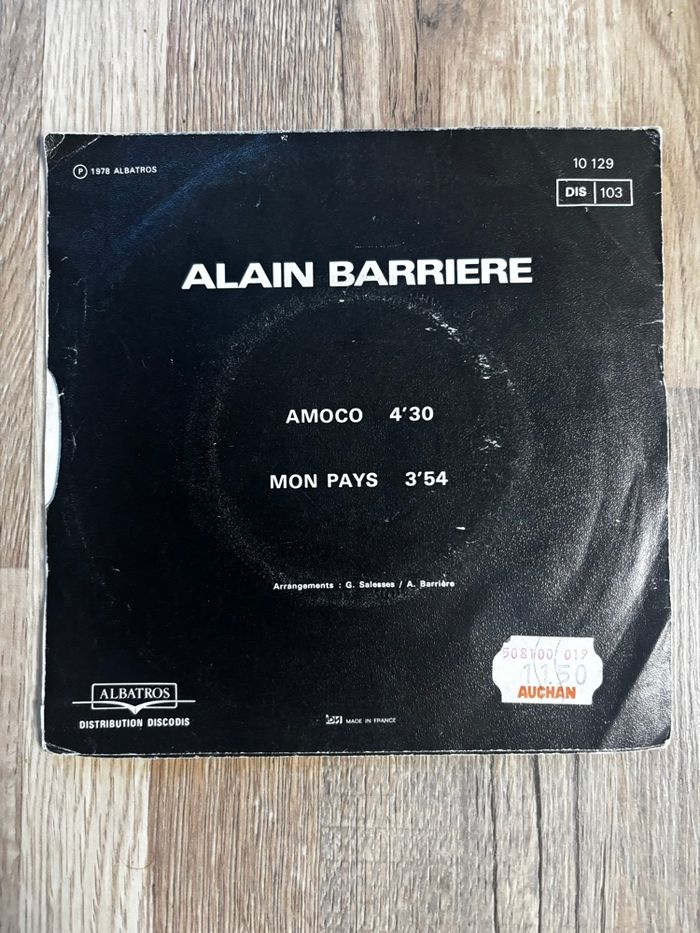 Ⓟ 1978 ALBATROS
10 129
DIS 103
ALAIN BARRIERE
AMOCO 4'30
MON PAYS 3'54
Arrangements : G. Salesses / A. Barrière
508100 019
11.50
AUCHAN
ALBATROS
DISTRIBUTION DISCODIS
MADE IN FRANCE